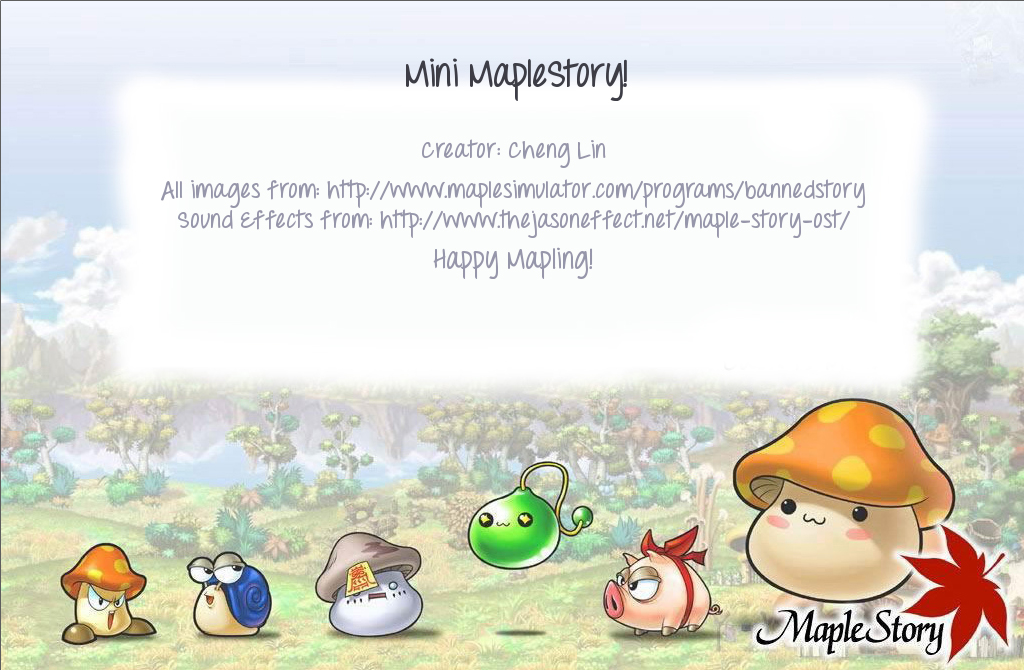 Mini MapleStory!
Creator: Cheng Lin
All images from: http://www.maplesimulator.com/programs/bannedstory
Sound Effects from: http://www.thejasoneffect.net/maple-story-ost/
Happy Mapling!
MapleStory